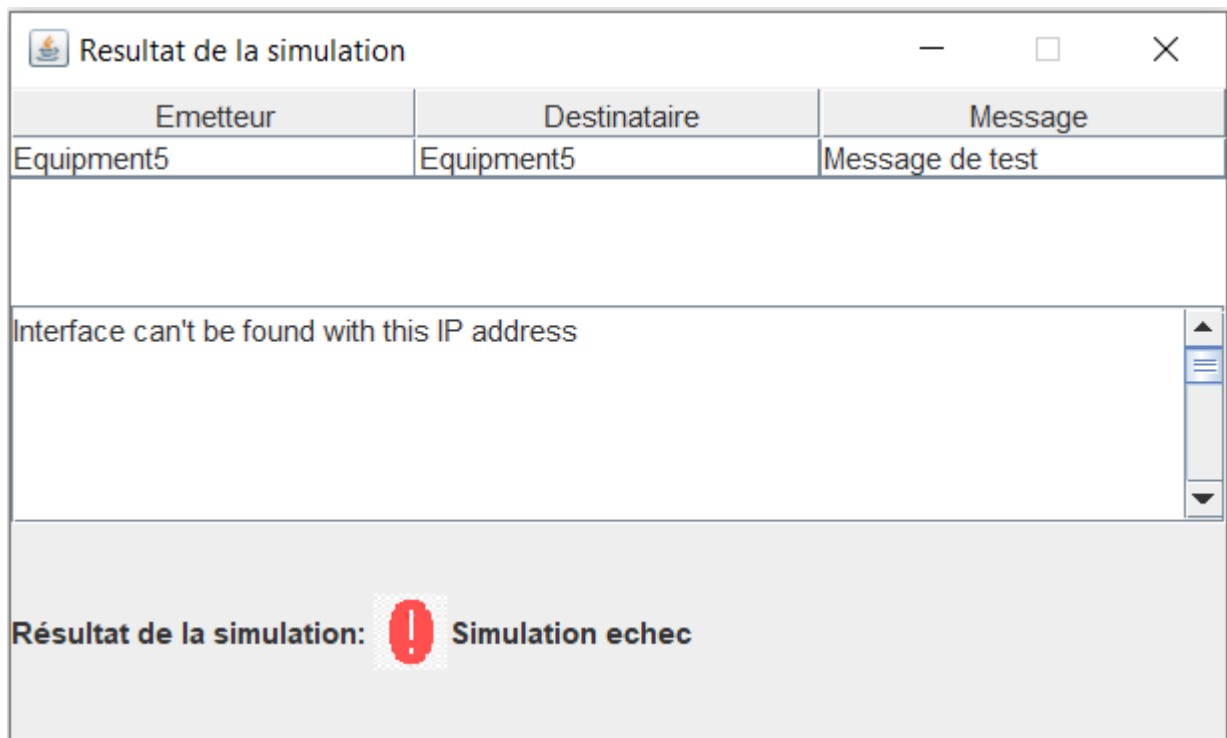 Resultat de la simulation
Emetteur Destinataire Message
Equipment5 Equipment5 Message de test
Interface can't be found with this IP address
Résultat de la simulation: ! Simulation echec